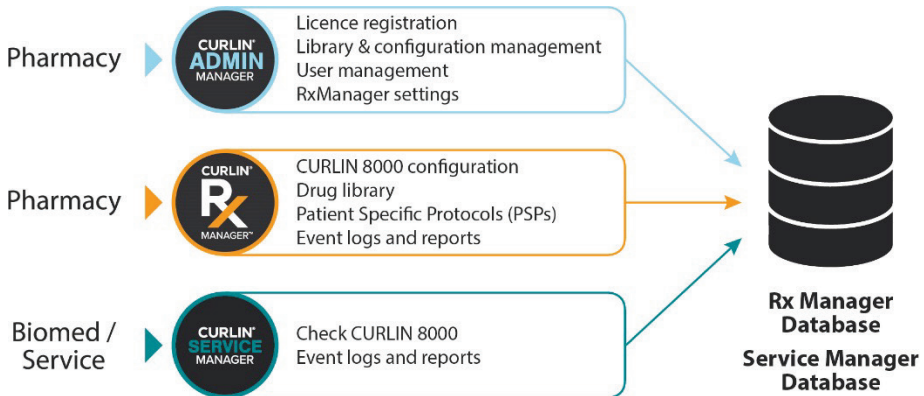 Pharmacy
CURLIN®
ADMIN
MANAGER
Licence registration
Library & configuration management
User management
RxManager settings
Pharmacy
CURLIN®
Rx
MANAGER™
CURLIN 8000 configuration
Drug library
Patient Specific Protocols (PSPs)
Event logs and reports
Biomed /
Service
CURLIN®
SERVICE
MANAGER
Check CURLIN 8000
Event logs and reports
Rx Manager
Database
Service Manager
Database